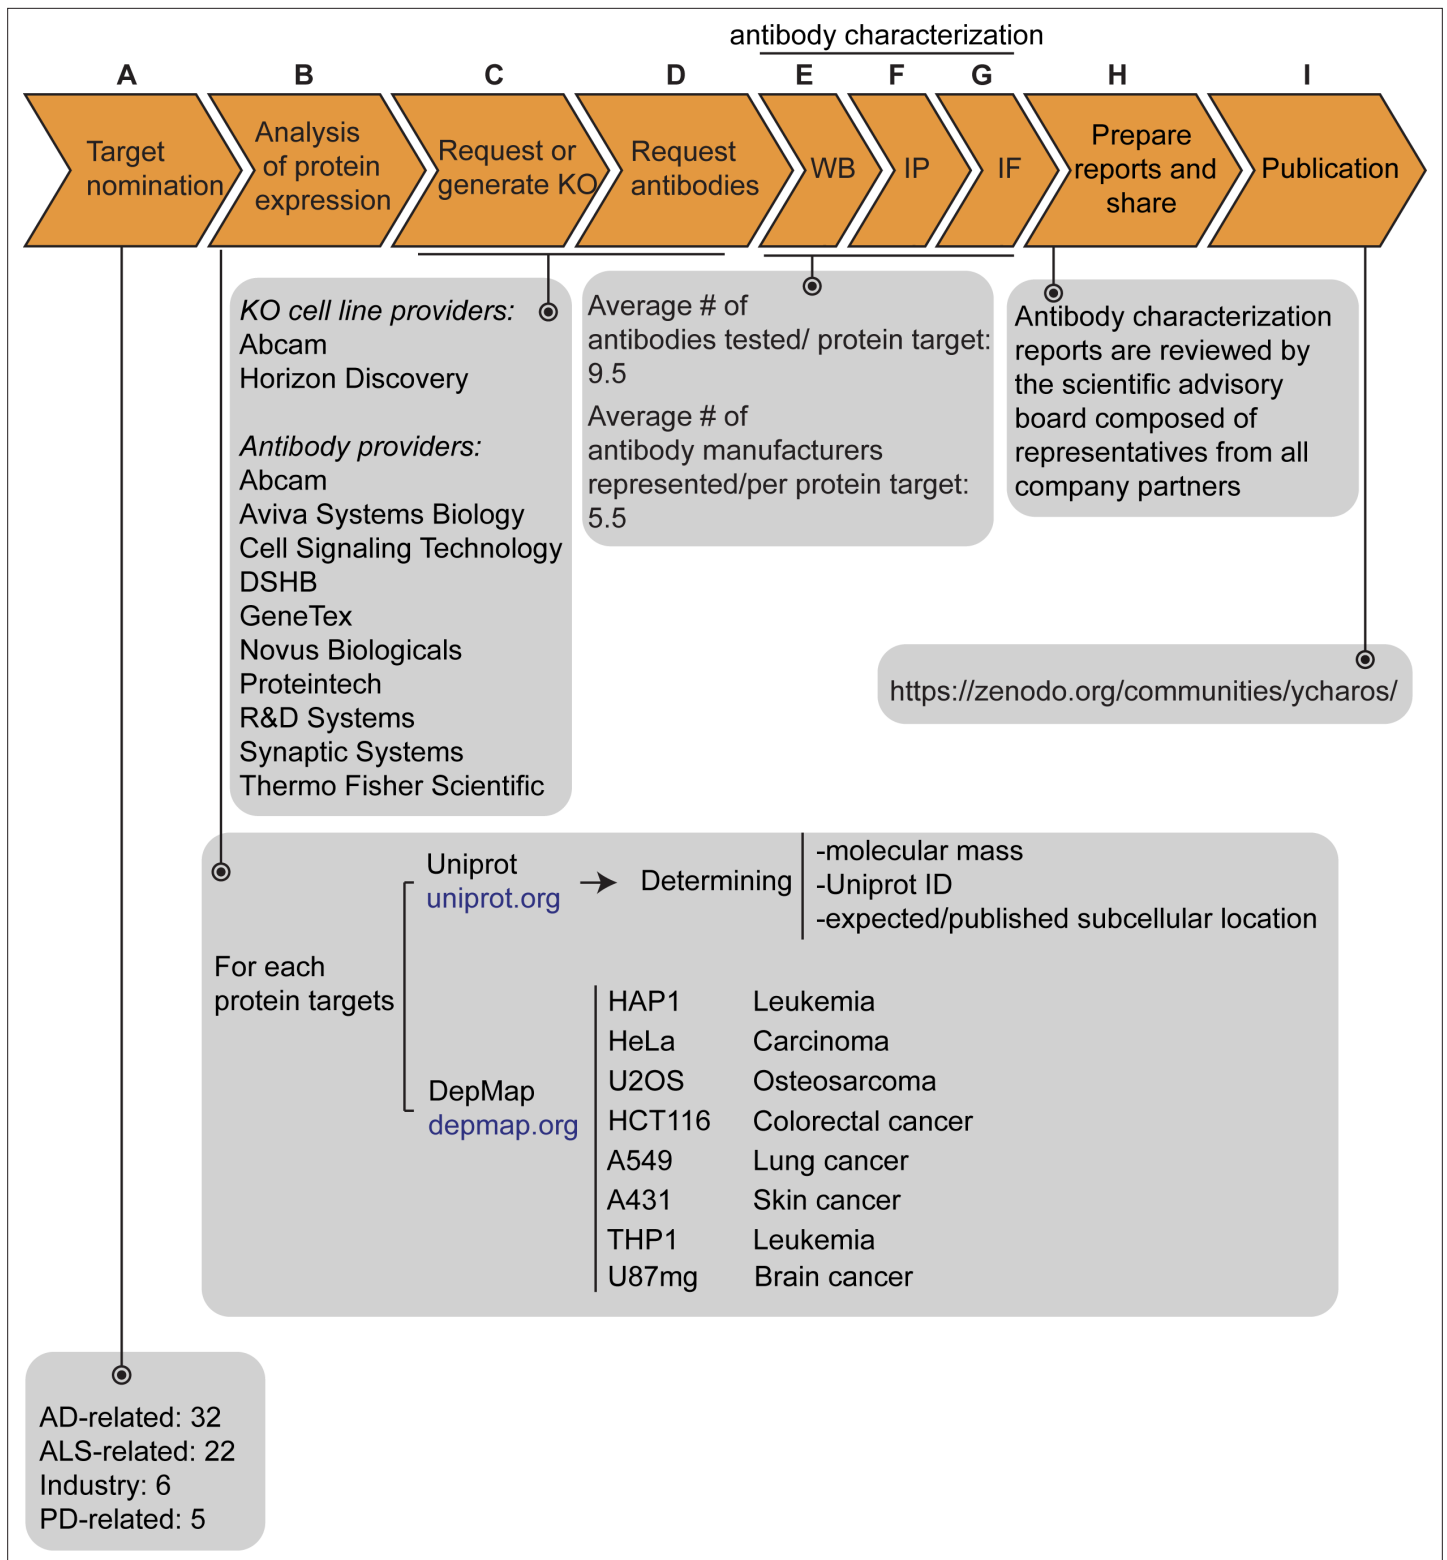 antibody characterization
A B C D E F G H I
Target
nomination
Analysis
of protein
expression
Request or
generate KO
Request
antibodies
WB
IP
IF
Prepare
reports and
share
Publication
KO cell line providers:
Abcam
Horizon Discovery
Antibody providers:
Abcam
Aviva Systems Biology
Cell Signaling Technology
DSHB
GeneTex
Novus Biologicals
Proteintech
R&D Systems
Synaptic Systems
Thermo Fisher Scientific
Average # of
antibodies tested/ protein target:
9.5
Average # of
antibody manufacturers
represented/per protein target:
5.5
Antibody characterization
reports are reviewed by
the scientific advisory
board composed of
representatives from all
company partners
https://zenodo.org/communities/ycharos/
For each
protein targets
Uniprot
uniprot.org
Determining
-molecular mass
-Uniprot ID
-expected/published subcellular location
DepMap
depmap.org
HAP1 Leukemia
HeLa Carcinoma
U2OS Osteosarcoma
HCT116 Colorectal cancer
A549 Lung cancer
A431 Skin cancer
THP1 Leukemia
U87mg Brain cancer
AD-related: 32
ALS-related: 22
Industry: 6
PD-related: 5